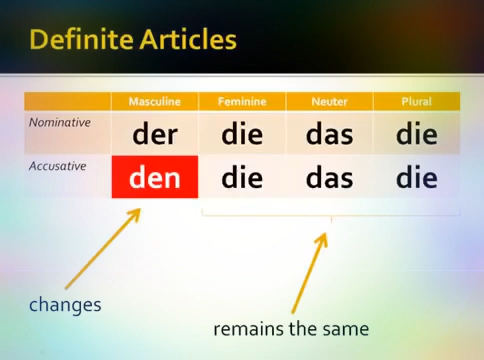 Definite Articles
Masculine Feminine Neuter Plural
Nominative der die das die
Accusative den die das die
changes
remains the same